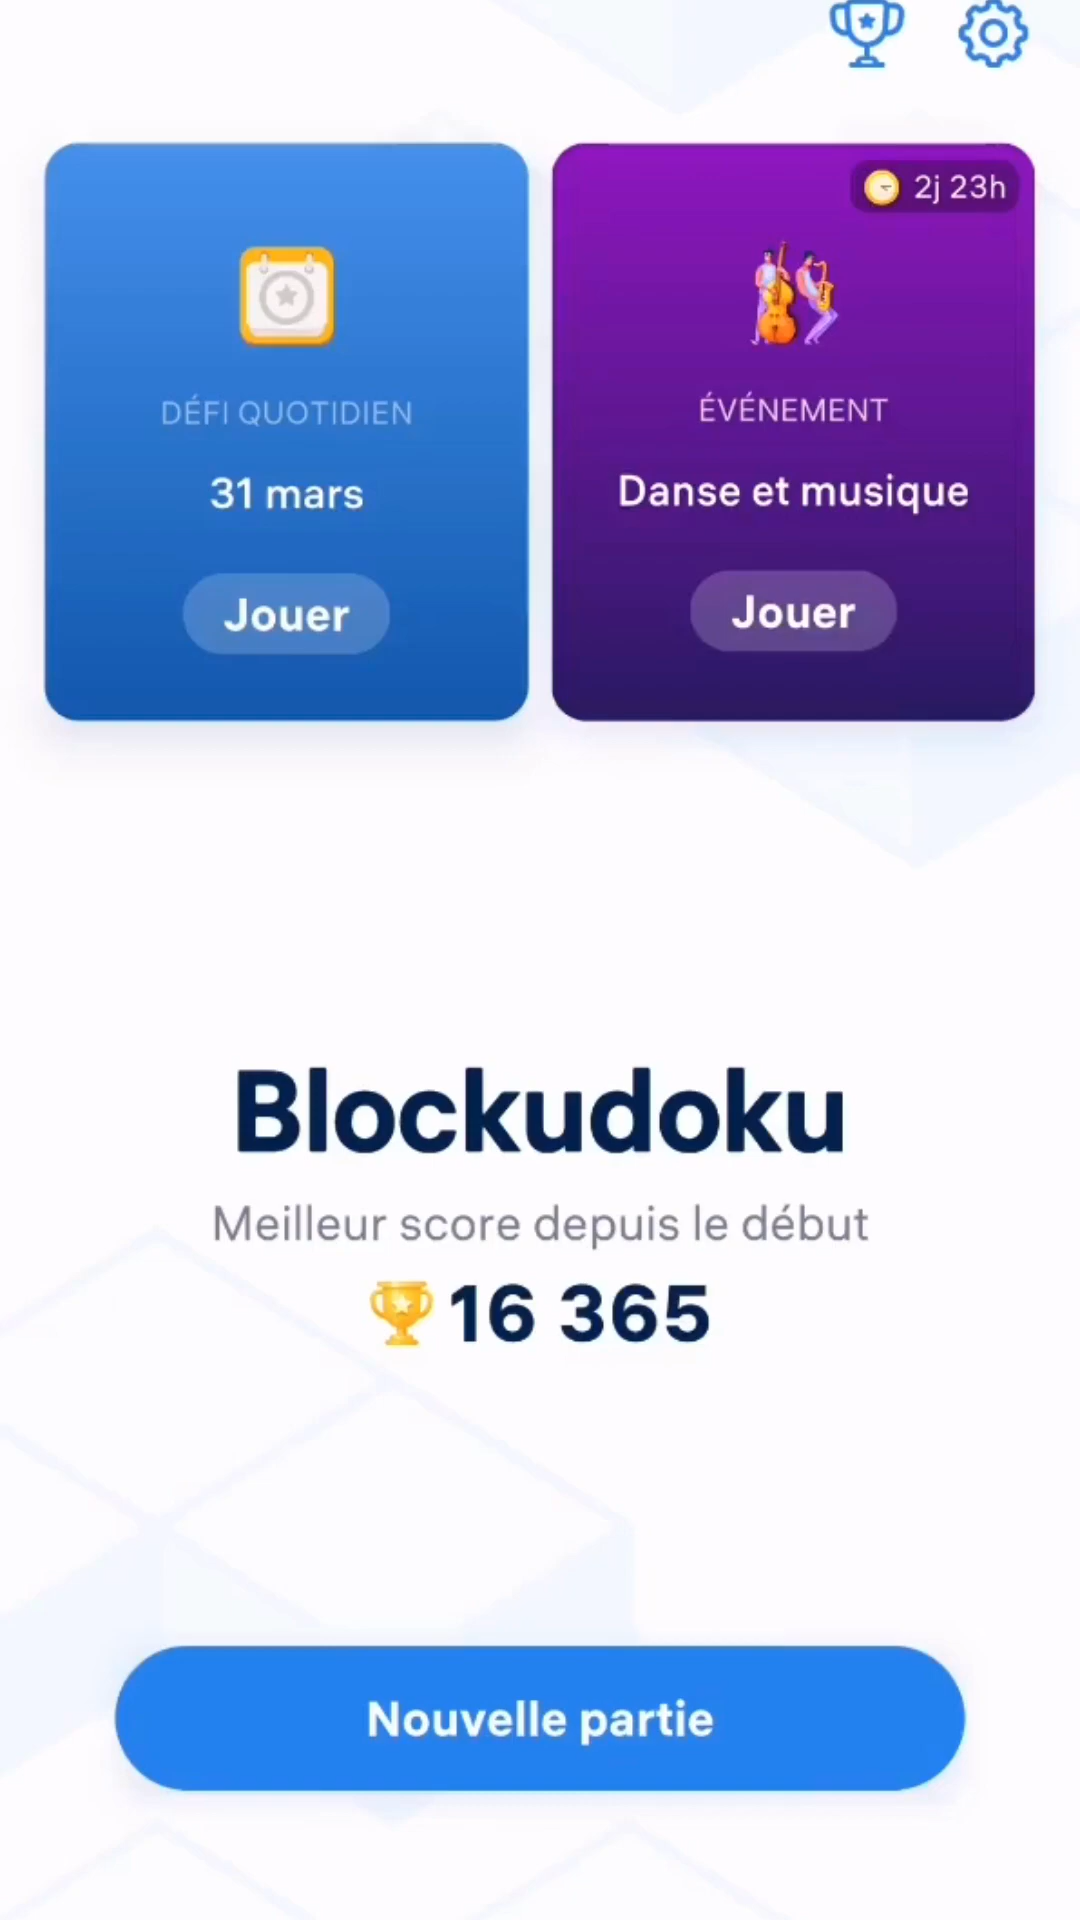 2j 23h
DÉFI QUOTIDIEN
31 mars
Jouer
ÉVÉNEMENT
Danse et musique
Jouer
Blockudoku
Meilleur score depuis le début
16 365
Nouvelle partie